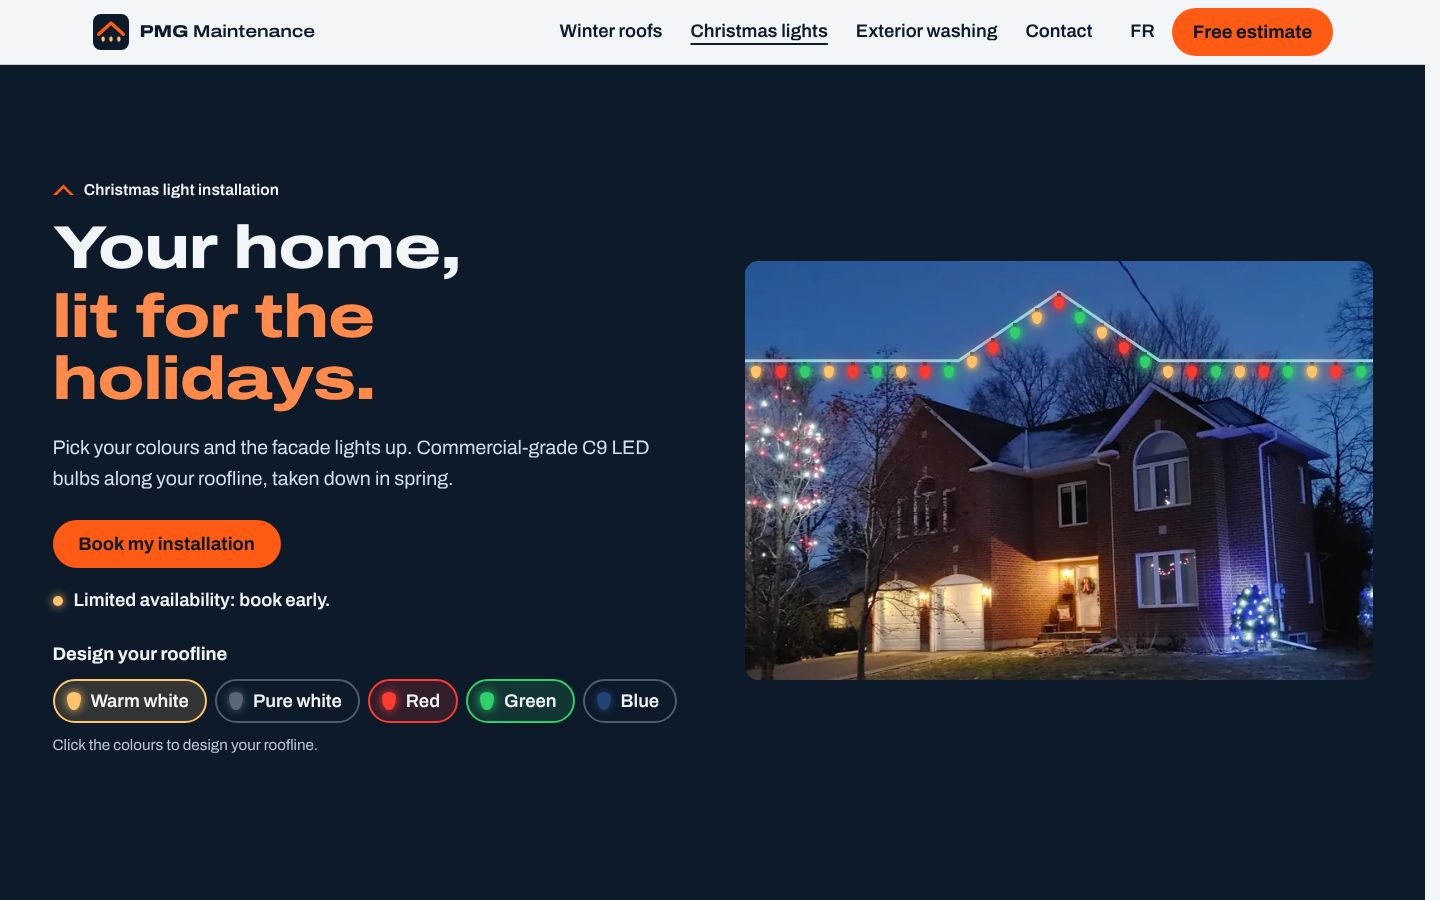 PMG Maintenance
Winter roofs
Christmas lights
Exterior washing
Contact
FR
Free estimate
Christmas light installation
Your home,
lit for the
holidays.
Pick your colours and the facade lights up. Commercial-grade C9 LED
bulbs along your roofline, taken down in spring.
Book my installation
Limited availability: book early.
Design your roofline
Warm white
Pure white
Red
Green
Blue
Click the colours to design your roofline.